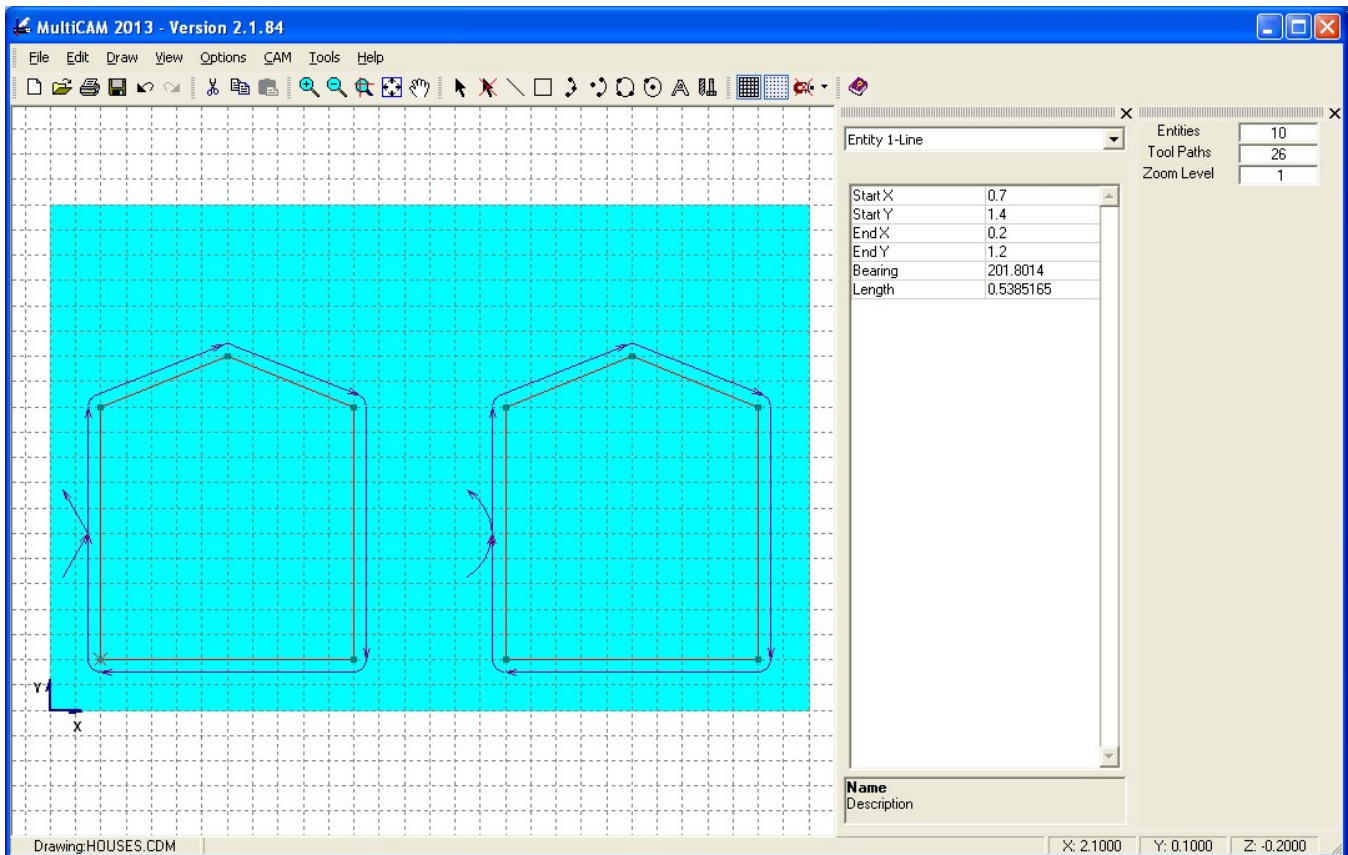 MultiCAM 2013 - Version 2.1.84
File Edit Draw View Options CAM Tools Help
Entity 1-Line
Start X 0.7
Start Y 1.4
End X 0.2
End Y 1.2
Bearing 201.8014
Length 0.5385165
Name
Description
Entities 10
Tool Paths 26
Zoom Level 1
Y
X
Drawing:HOUSES.CDM
X: 2.1000 Y: 0.1000 Z: -0.2000